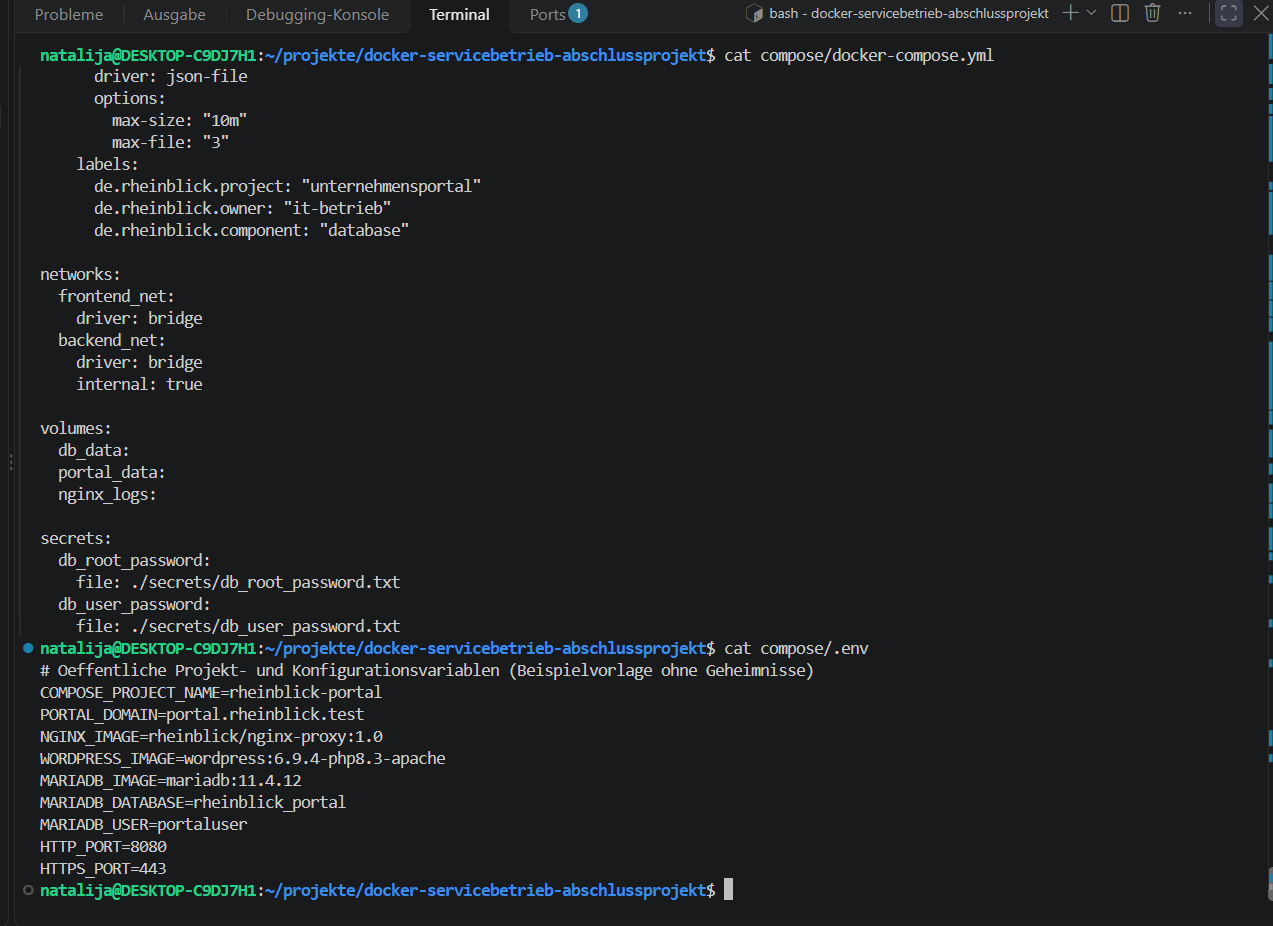 Probleme Ausgabe Debugging-Konsole Terminal Ports 1 bash - docker-servicebetrieb-abschlussprojekt
natalija@DESKTOP-C9DJ7H1:~/projekte/docker-servicebetrieb-abschlussprojekt$ cat compose/docker-compose.yml
      driver: json-file
      options:
        max-size: "10m"
        max-file: "3"
    labels:
      de.rheinblick.project: "unternehmensportal"
      de.rheinblick.owner: "it-betrieb"
      de.rheinblick.component: "database"

networks:
  frontend_net:
    driver: bridge
  backend_net:
    driver: bridge
    internal: true

volumes:
  db_data:
  portal_data:
  nginx_logs:

secrets:
  db_root_password:
    file: ./secrets/db_root_password.txt
  db_user_password:
    file: ./secrets/db_user_password.txt
natalija@DESKTOP-C9DJ7H1:~/projekte/docker-servicebetrieb-abschlussprojekt$ cat compose/.env
# Oeffentliche Projekt- und Konfigurationsvariablen (Beispielvorlage ohne Geheimnisse)
COMPOSE_PROJECT_NAME=rheinblick-portal
PORTAL_DOMAIN=portal.rheinblick.test
NGINX_IMAGE=rheinblick/nginx-proxy:1.0
WORDPRESS_IMAGE=wordpress:6.9.4-php8.3-apache
MARIADB_IMAGE=mariadb:11.4.12
MARIADB_DATABASE=rheinblick_portal
MARIADB_USER=portaluser
HTTP_PORT=8080
HTTPS_PORT=443
natalija@DESKTOP-C9DJ7H1:~/projekte/docker-servicebetrieb-abschlussprojekt$